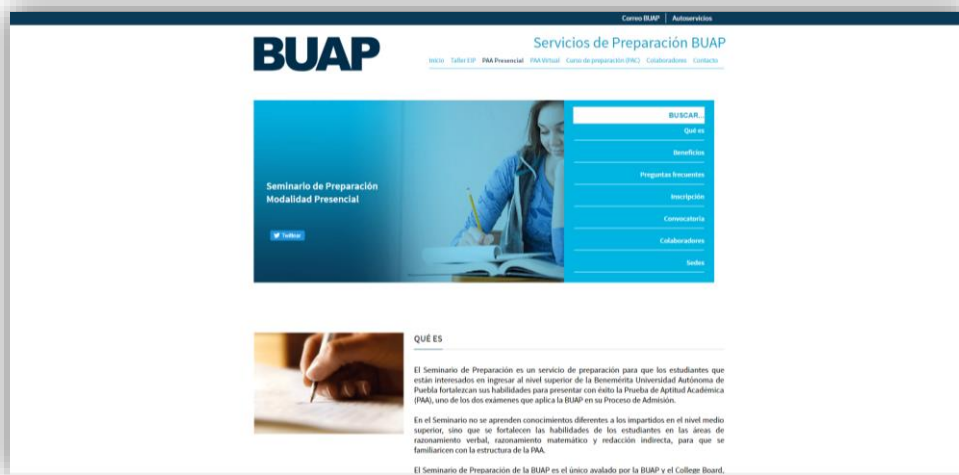 Correo BUAP | Autoservicios
BUAP
Servicios de Preparación BUAP
Inicio Taller EIP PAA Presencial PAA Virtual Curso de preparación (PAC) Colaboradores Contacto
BUSCAR...
Qué es
Beneficios
Preguntas frecuentes
Inscripción
Convocatoria
Colaboradores
Sedes
Seminario de Preparación
Modalidad Presencial
Twittear
QUÉ ES
El Seminario de Preparación es un servicio de preparación para que los estudiantes que
están interesados en ingresar al nivel superior de la Benemérita Universidad Autónoma de
Puebla fortalezcan sus habilidades para presentar con éxito la Prueba de Aptitud Académica
(PAA), uno de los dos exámenes que aplica la BUAP en su Proceso de Admisión.
En el Seminario no se aprenden conocimientos diferentes a los impartidos en el nivel medio
superior, sino que se fortalecen las habilidades de los estudiantes en las áreas de
razonamiento verbal, razonamiento matemático y redacción indirecta, para que se
familiaricen con la estructura de la PAA.
El Seminario de Preparación de la BUAP es el único avalado por la BUAP y el College Board,